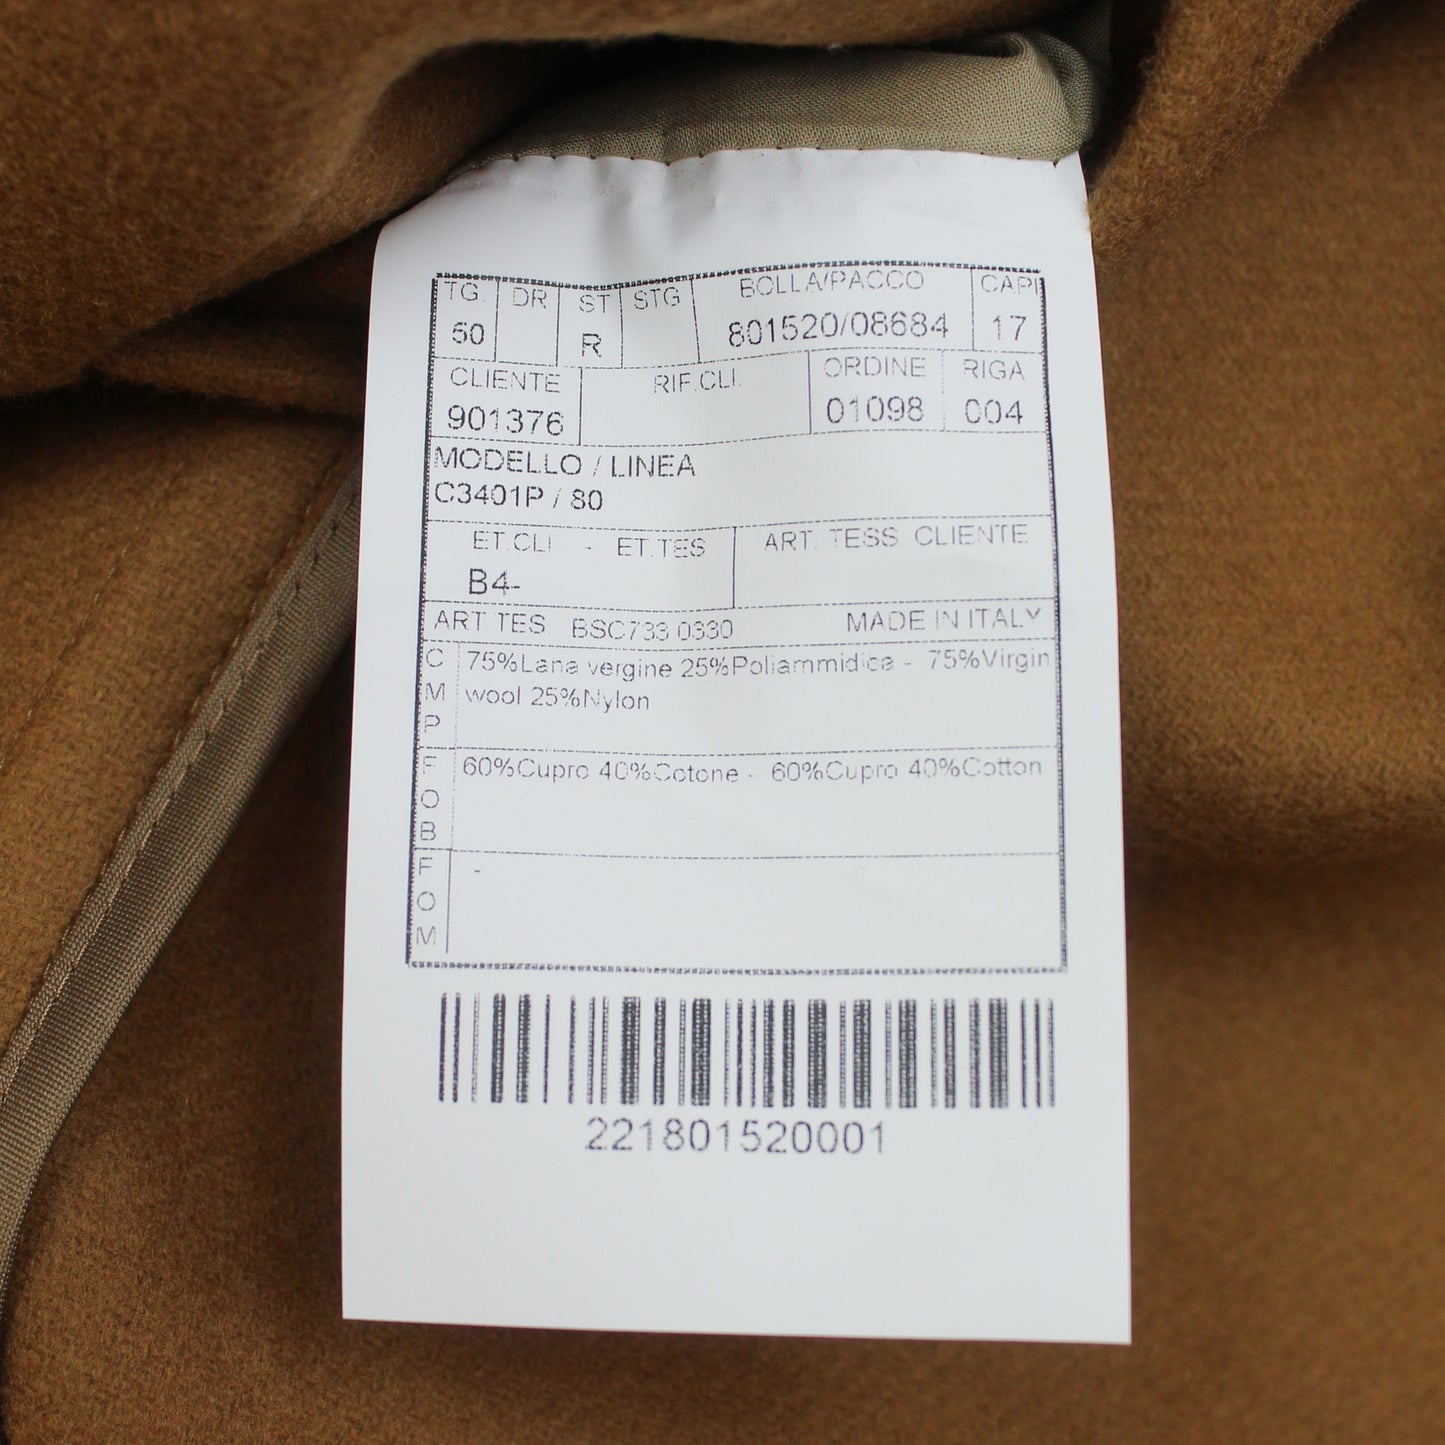 TG. DR ST STG BOLLA/PACCO CAPI
50 R 801520/08684 17
CLIENTE RIF.CLI. ORDINE RIGA
901376 01098 004
MODELLO / LINEA
C3401P / 80
ET.CLI - ET.TES ART. TESS. CLIENTE
B4-
ART TES. BSC733 0330 MADE IN ITALY
CMP 75%Lana vergine 25%Poliammidica - 75%Virgin
wool 25%Nylon
FOB 60%Cupro 40%Cotone - 60%Cupro 40%Cotton
FOM -
221801520001